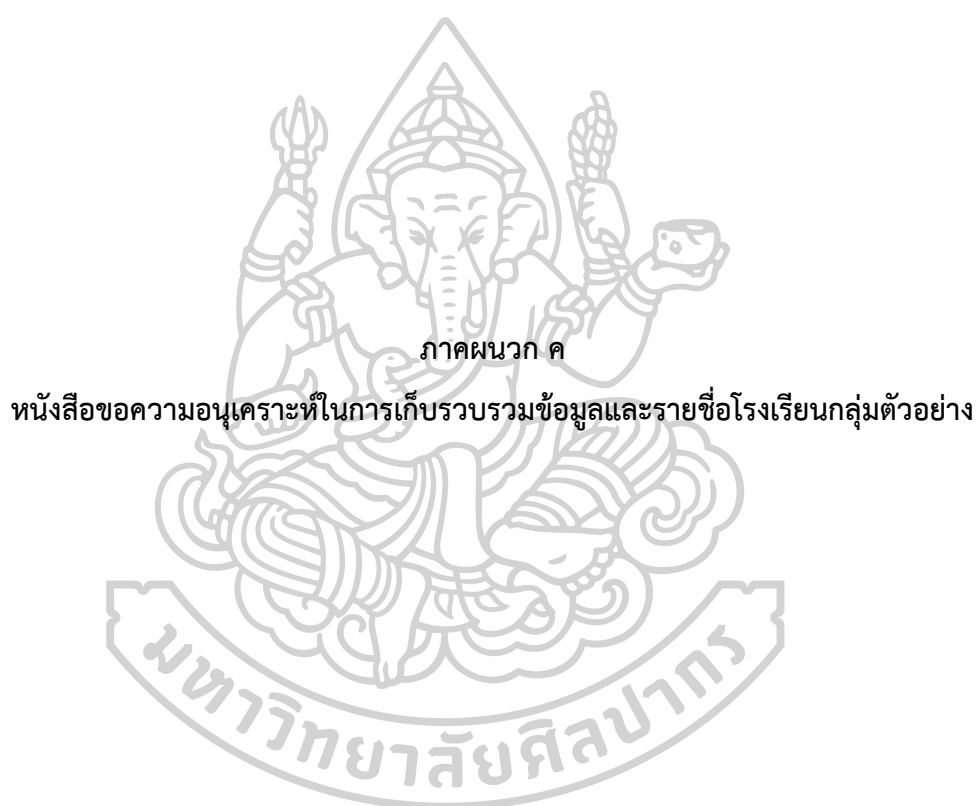 ภาคผนวก ค
หนังสือขอความอนุเคราะห์ในการเก็บรวบรวมข้อมูลและรายชื่อโรงเรียนกลุ่มตัวอย่าง
มหาวิทยาลัยศิลปากร